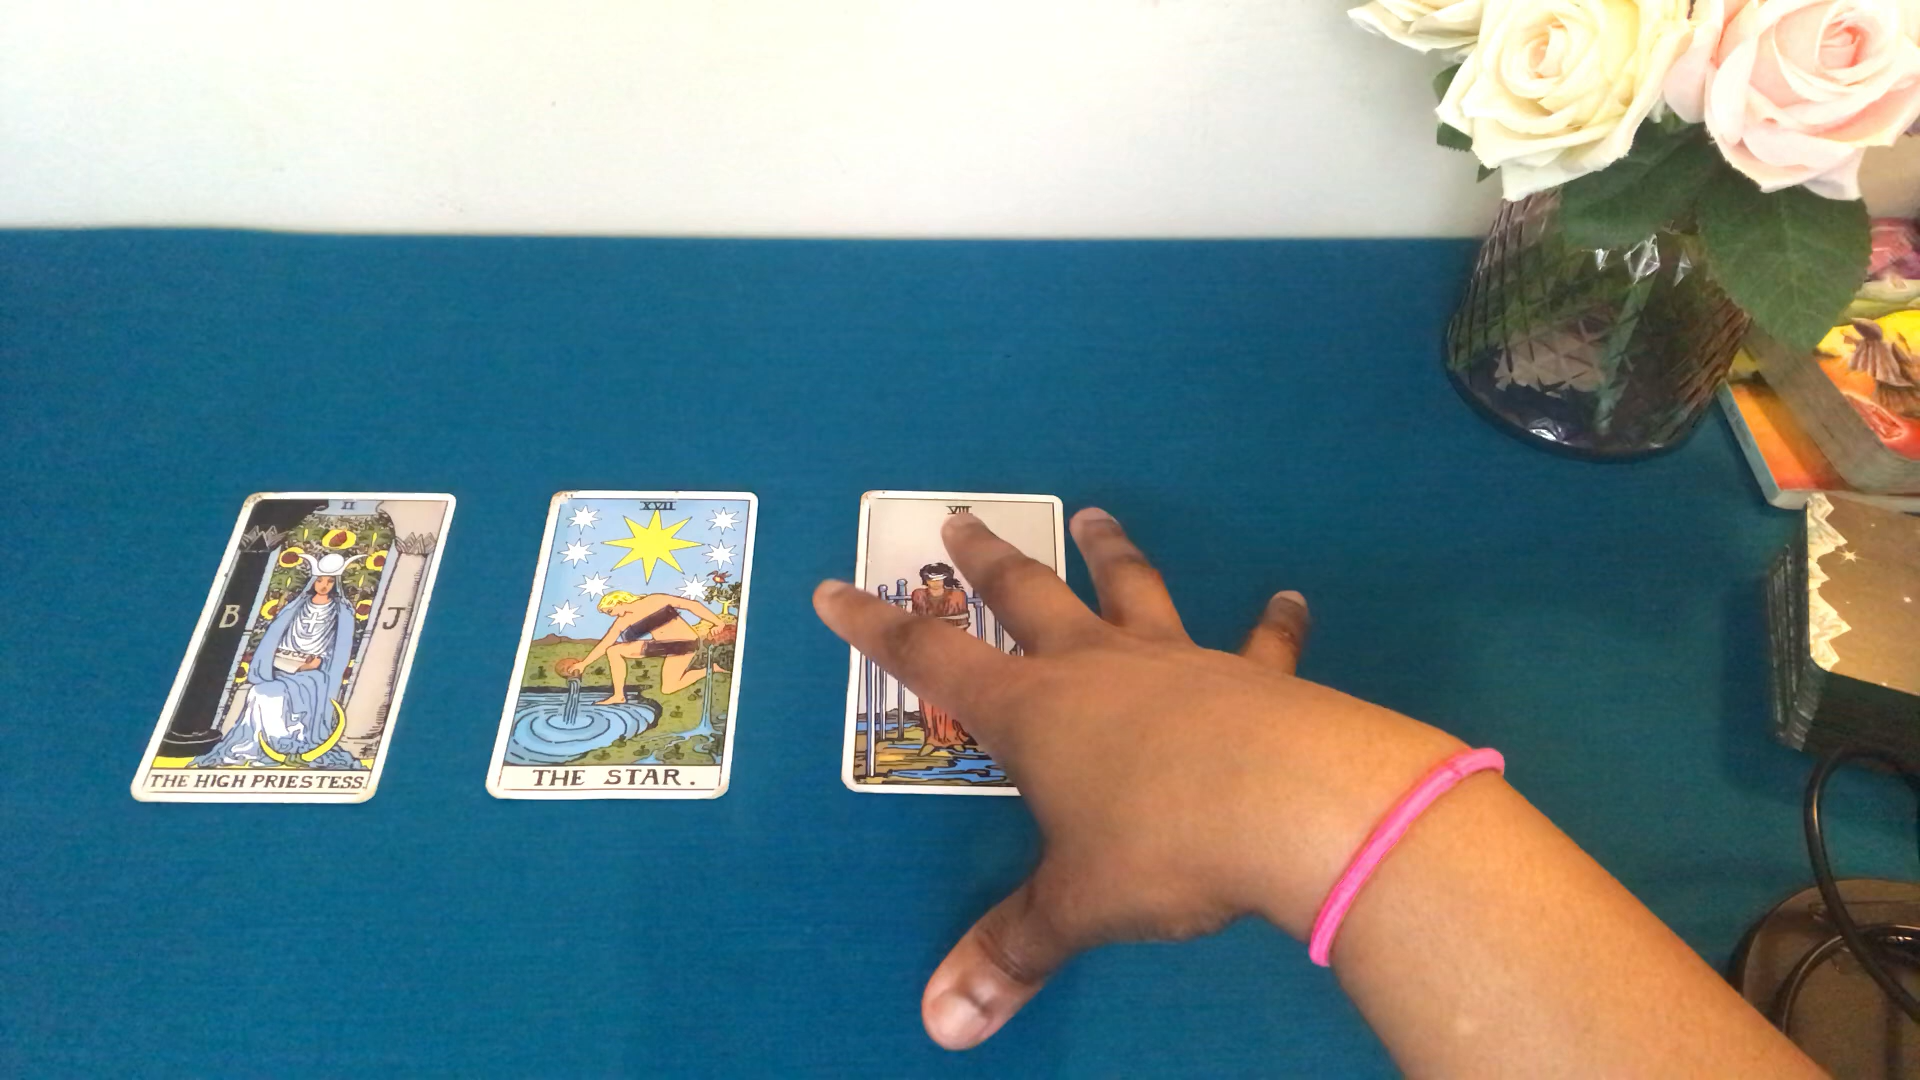 II
B
J
THE HIGH PRIESTESS.
XVII
THE STAR.
VIII